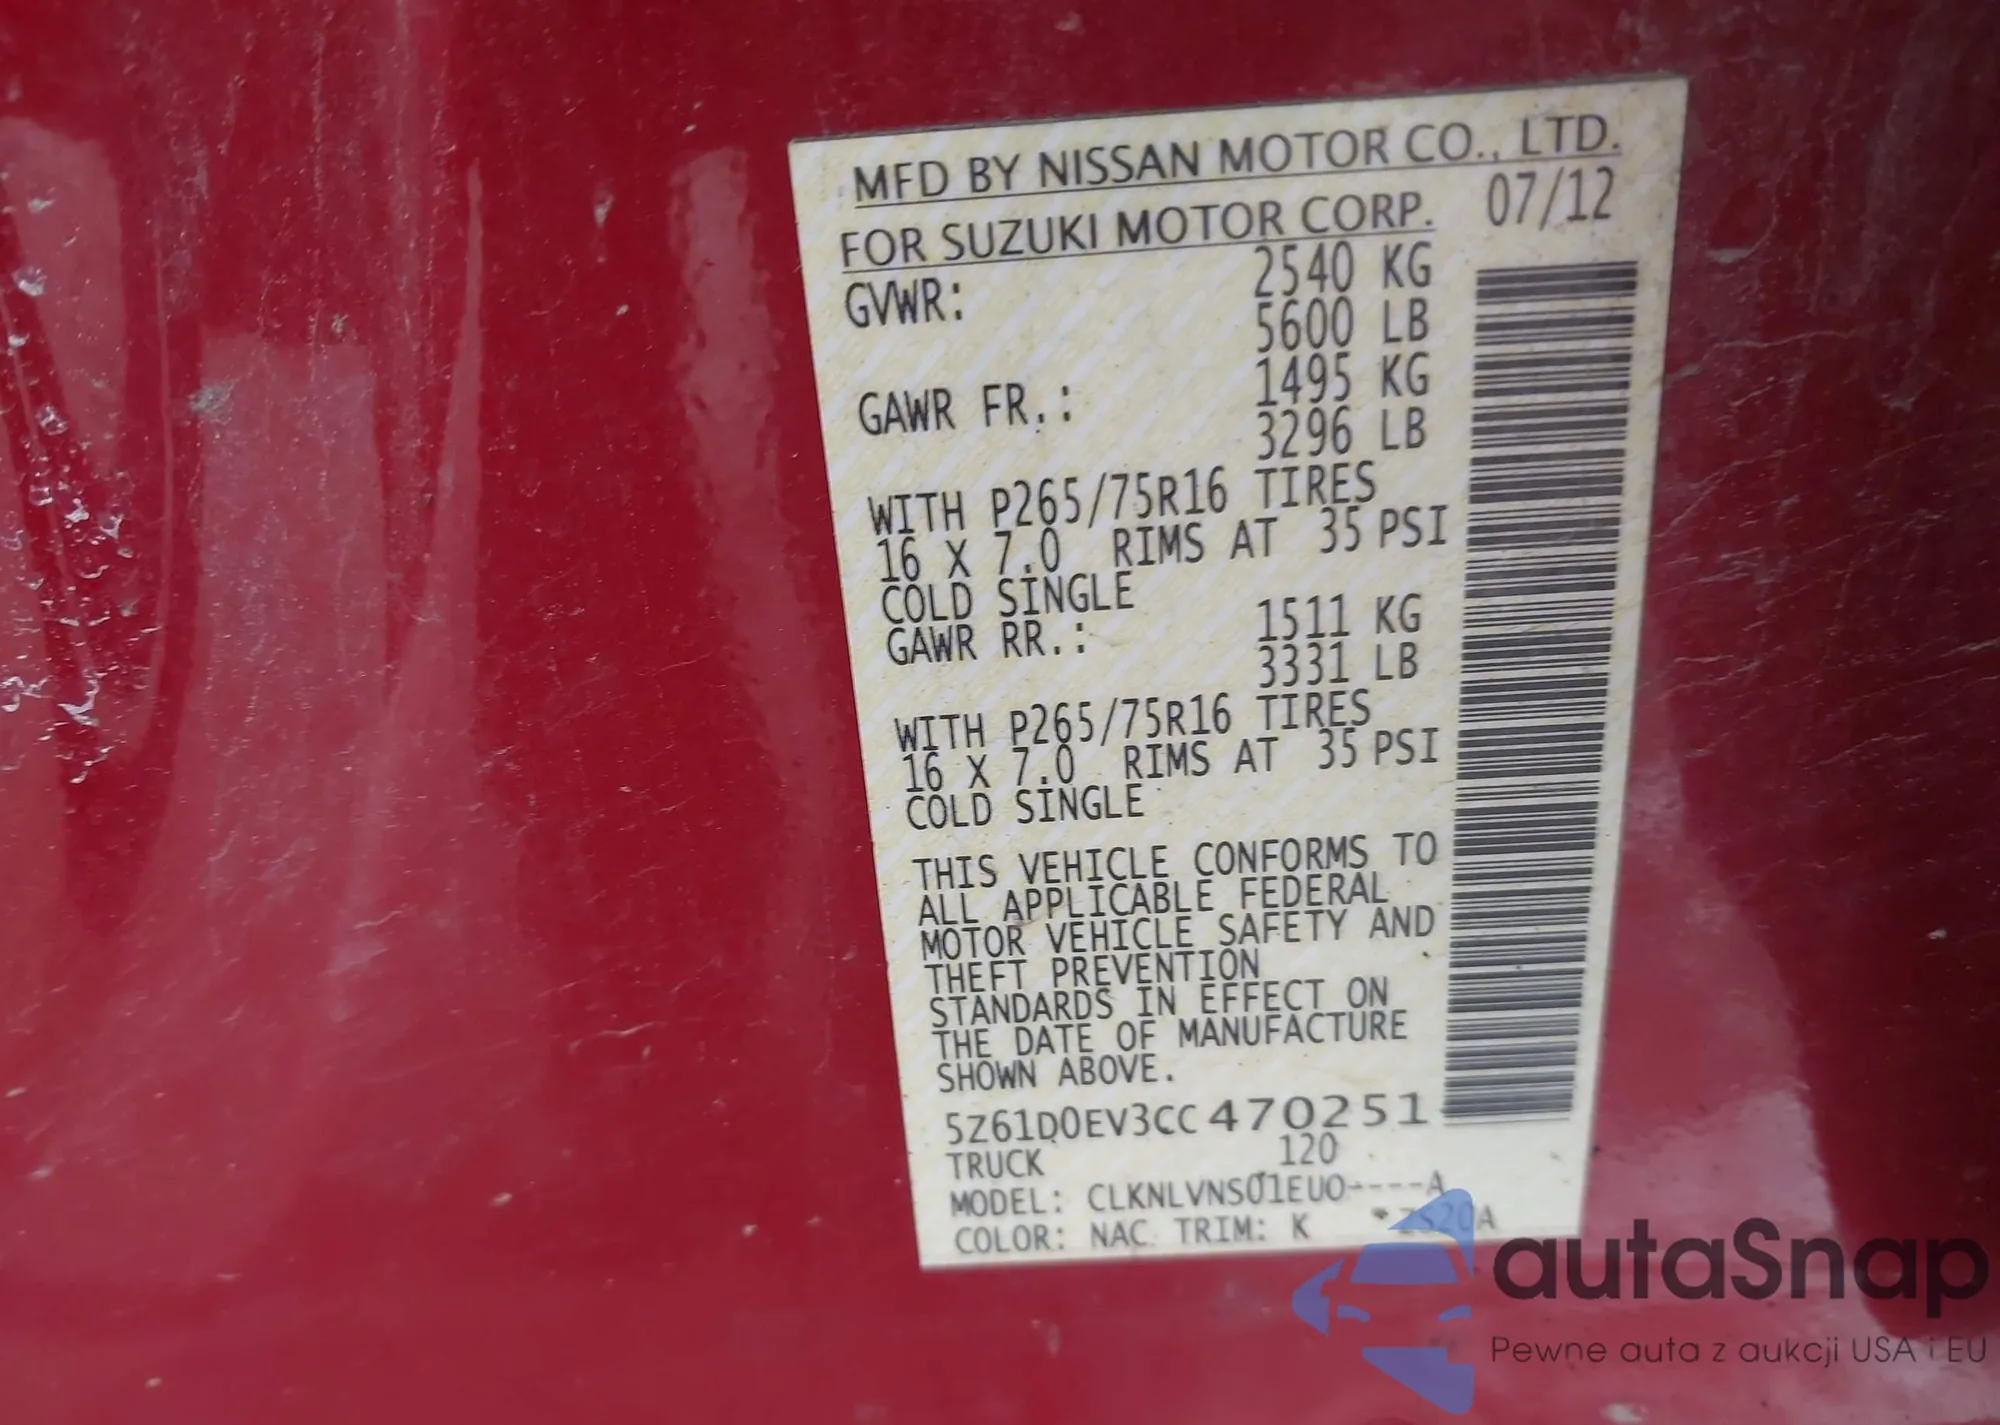 MFD BY NISSAN MOTOR CO., LTD.
FOR SUZUKI MOTOR CORP. 07/12
GVWR: 2540 KG
5600 LB
GAWR FR.: 1495 KG
3296 LB
WITH P265/75R16 TIRES
16 X 7.0 RIMS AT 35 PSI
COLD SINGLE
GAWR RR.: 1511 KG
3331 LB
WITH P265/75R16 TIRES
16 X 7.0 RIMS AT 35 PSI
COLD SINGLE
THIS VEHICLE CONFORMS TO
ALL APPLICABLE FEDERAL
MOTOR VEHICLE SAFETY AND
THEFT PREVENTION
STANDARDS IN EFFECT ON
THE DATE OF MANUFACTURE
SHOWN ABOVE.
5Z61D0EV3CC470251
TRUCK 120
MODEL: CLKNLVNS01EU0----A
COLOR: NAC TRIM: K *ZS20A
autaSnap
Pewne auta z aukcji USA i EU